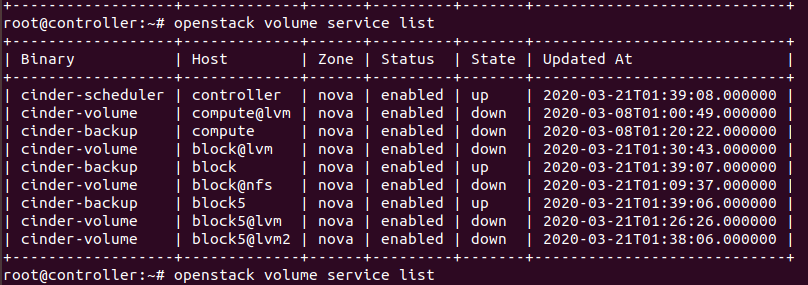 +------------------+-------------+------+---------+-------+----------------------------+
root@controller:~# openstack volume service list
+------------------+-------------+------+---------+-------+----------------------------+
| Binary           | Host        | Zone | Status  | State | Updated At                 |
+------------------+-------------+------+---------+-------+----------------------------+
| cinder-scheduler | controller  | nova | enabled | up    | 2020-03-21T01:39:08.000000 |
| cinder-volume    | compute@lvm | nova | enabled | down  | 2020-03-08T01:00:49.000000 |
| cinder-backup    | compute     | nova | enabled | down  | 2020-03-08T01:20:22.000000 |
| cinder-volume    | block@lvm   | nova | enabled | down  | 2020-03-21T01:30:43.000000 |
| cinder-backup    | block       | nova | enabled | up    | 2020-03-21T01:39:07.000000 |
| cinder-volume    | block@nfs   | nova | enabled | down  | 2020-03-21T01:09:37.000000 |
| cinder-backup    | block5      | nova | enabled | up    | 2020-03-21T01:39:06.000000 |
| cinder-volume    | block5@lvm  | nova | enabled | down  | 2020-03-21T01:26:26.000000 |
| cinder-volume    | block5@lvm2 | nova | enabled | down  | 2020-03-21T01:38:06.000000 |
+------------------+-------------+------+---------+-------+----------------------------+
root@controller:~# openstack volume service list